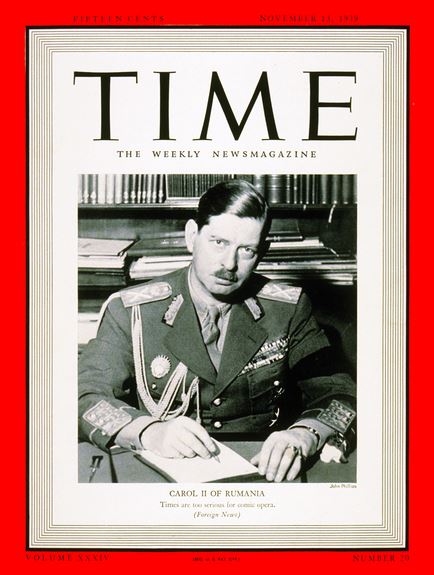 FIFTEEN CENTS
NOVEMBER 13, 1939
TIME
THE WEEKLY NEWSMAGAZINE
John Phillips
CAROL II OF RUMANIA
Times are too serious for comic opera.
(Foreign News)
VOLUME XXXIV
NUMBER 20